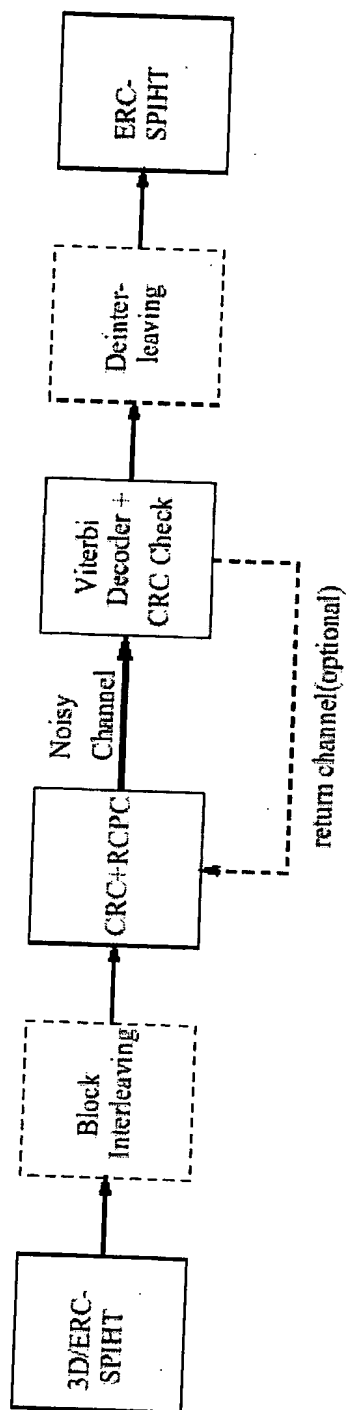 3D/ERC-
SPIHT
Block
Interleaving
CRC+RCPC
Noisy
Channel
Viterbi
Decoder +
CRC Check
Deinter-
leaving
ERC-
SPIHT
return channel(optional)